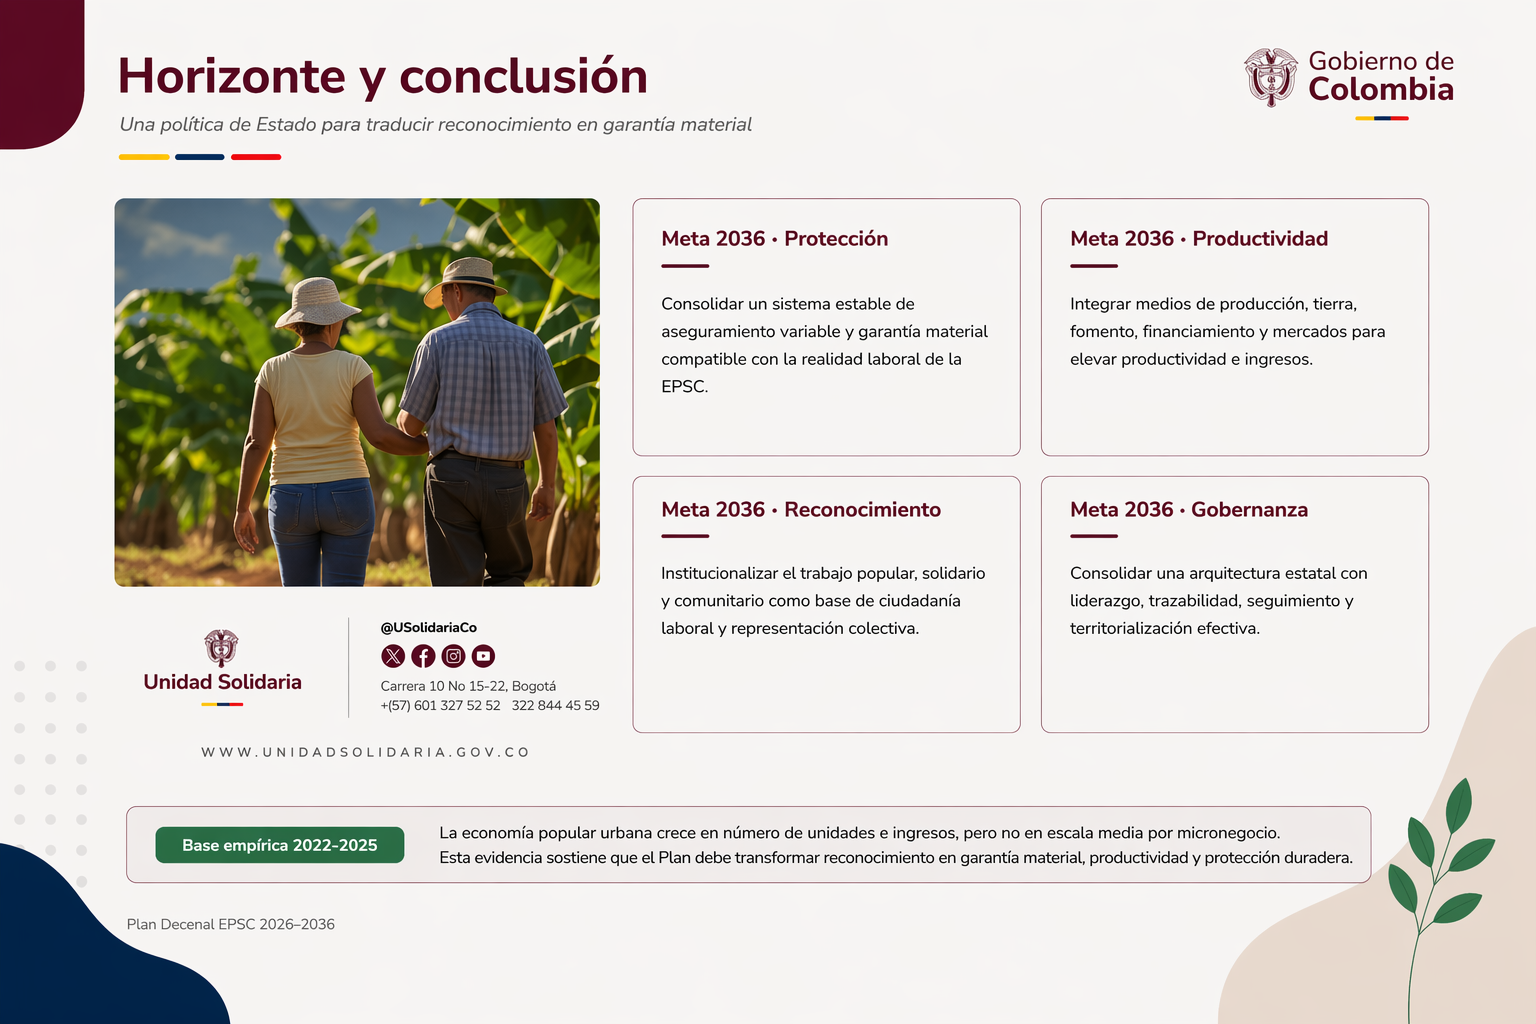 Horizonte y conclusión
Una política de Estado para traducir reconocimiento en garantía material
Gobierno de
Colombia
Meta 2036 • Protección
Consolidar un sistema estable de
aseguramiento variable y garantía material
compatible con la realidad laboral de la
EPSC.
Meta 2036 • Productividad
Integrar medios de producción, tierra,
fomento, financiamiento y mercados para
elevar productividad e ingresos.
Meta 2036 • Reconocimiento
Institucionalizar el trabajo popular, solidario
y comunitario como base de ciudadanía
laboral y representación colectiva.
Meta 2036 • Gobernanza
Consolidar una arquitectura estatal con
liderazgo, trazabilidad, seguimiento y
territorialización efectiva.
Unidad Solidaria
@USolidariaCo
Carrera 10 No 15-22, Bogotá
+(57) 601 327 52 52 322 844 45 59
WWW.UNIDADSOLIDARIA.GOV.CO
Base empírica 2022-2025
La economía popular urbana crece en número de unidades e ingresos, pero no en escala media por micronegocio.
Esta evidencia sostiene que el Plan debe transformar reconocimiento en garantía material, productividad y protección duradera.
Plan Decenal EPSC 2026–2036